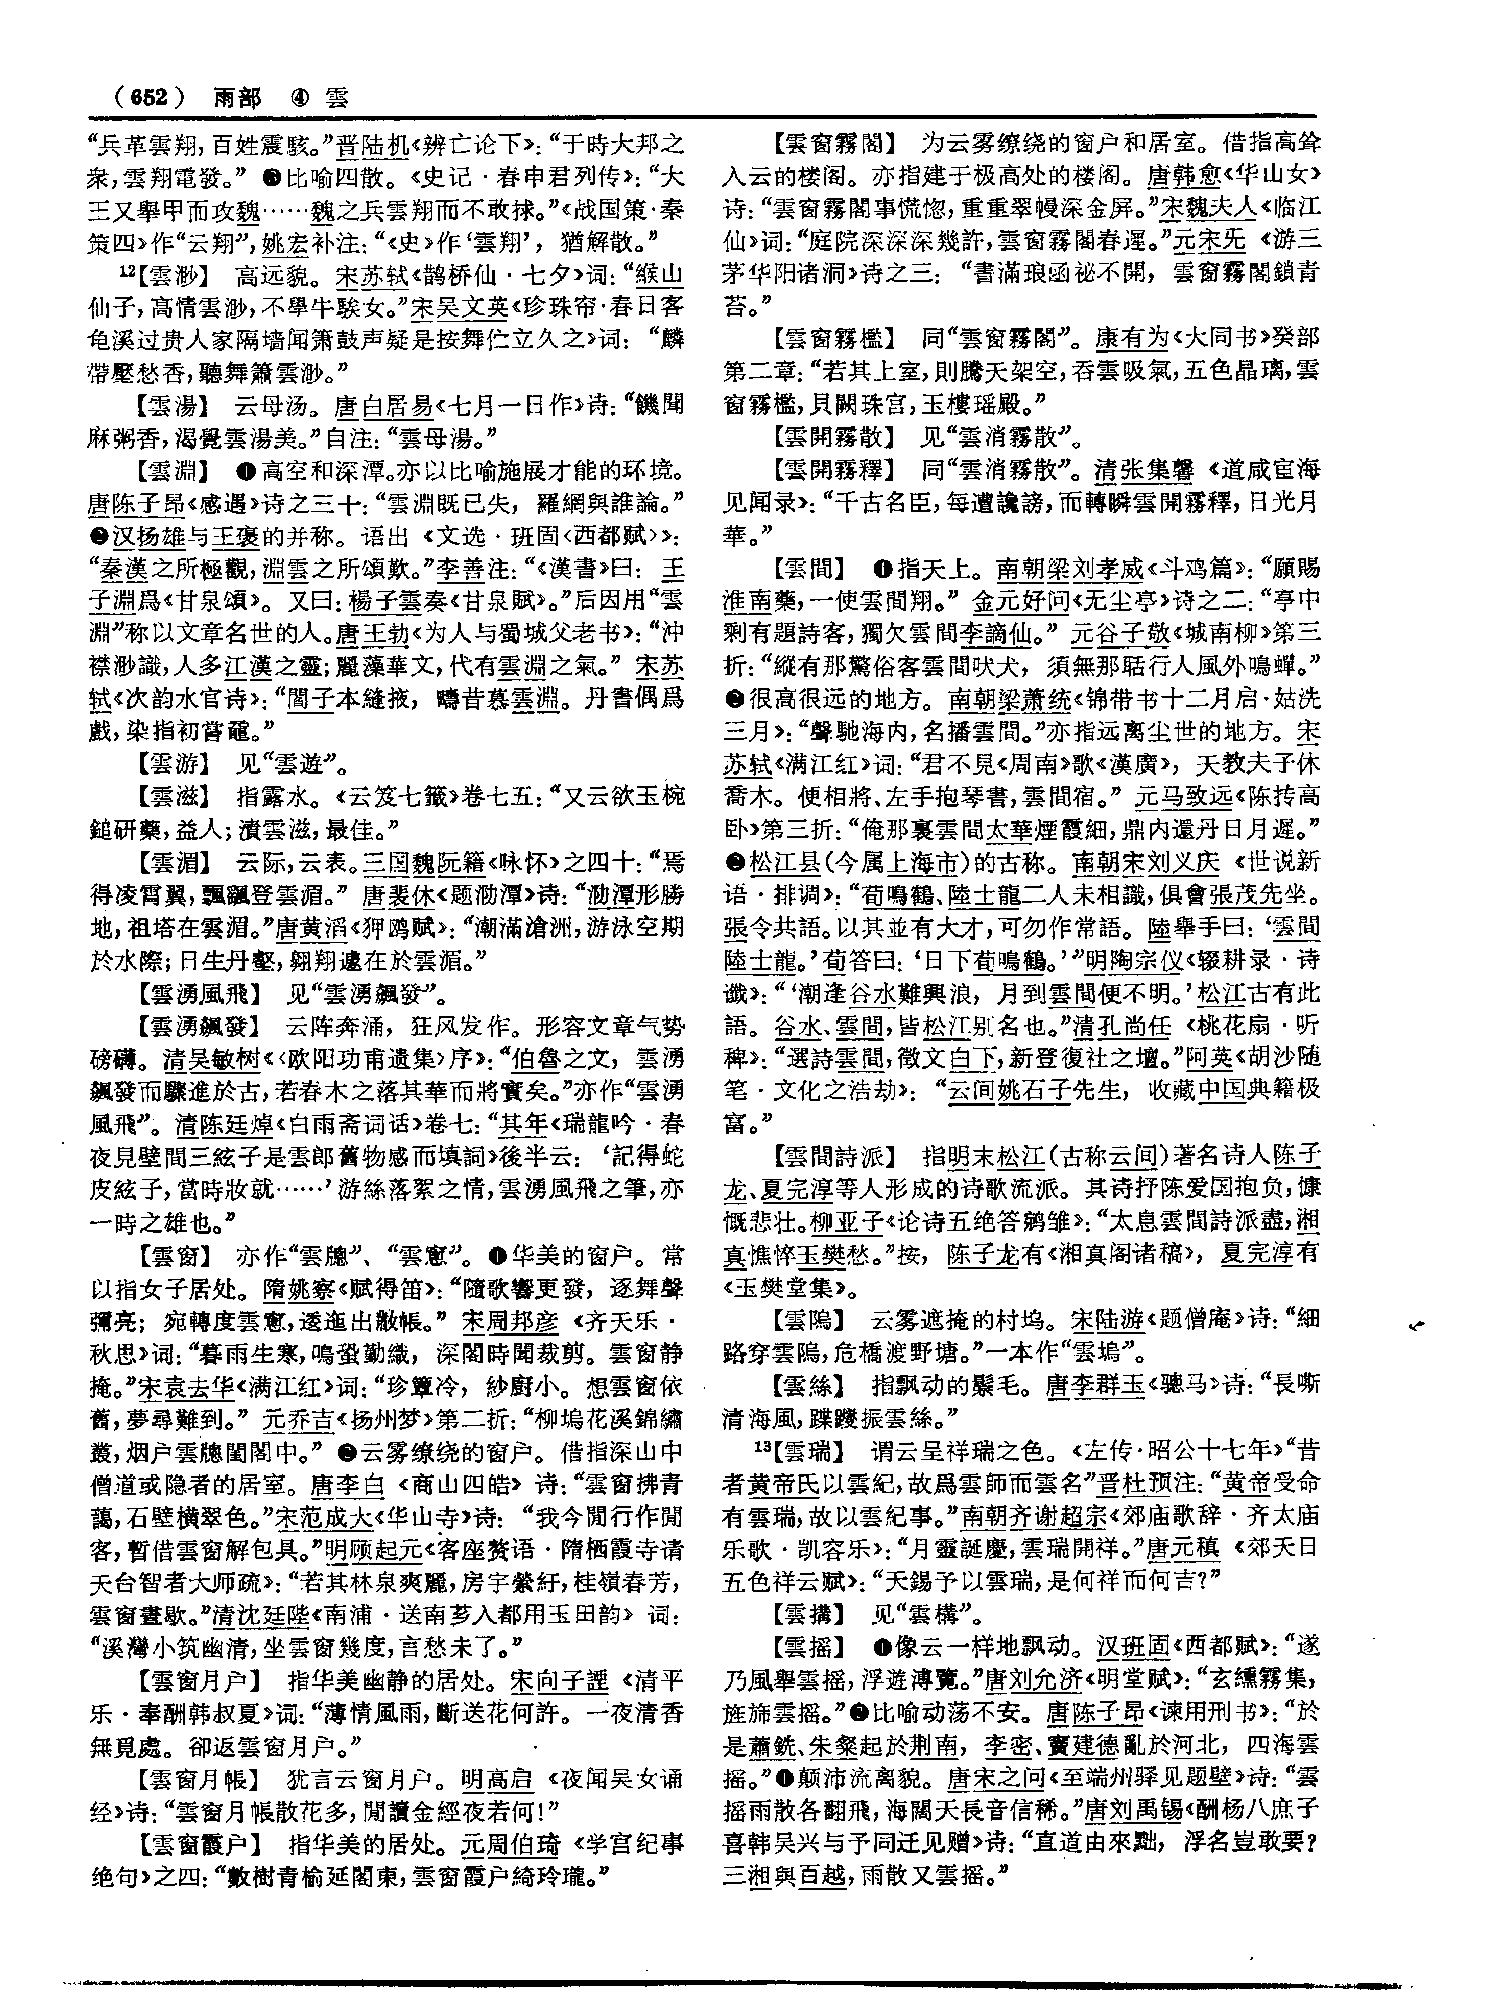 （652） 雨部 ④ 雲
“兵革雲翔，百姓震駭。”晋陆机《辨亡论下》：“于時大邦之
衆，雲翔電發。” ❸比喻四散。《史记·春申君列传》：“大
王又舉甲而攻魏……魏之兵雲翔而不敢捄。”《战国策·秦
策四》作“云翔”，姚宏补注：“《史》作‘雲翔’，猶解散。”
12【雲渺】 高远貌。宋苏轼《鹊桥仙·七夕》词：“緱山
仙子，高情雲渺，不學牛騃女。”宋吴文英《珍珠帘·春日客
龟溪过贵人家隔墙闻箫鼓声疑是按舞伫立久之》词：“麟
帶壓愁香，聽舞簫雲渺。”
【雲湯】 云母汤。唐白居易《七月一日作》诗：“饑聞
麻粥香，渴覺雲湯美。”自注：“雲母湯。”
【雲淵】 ❶高空和深潭。亦以比喻施展才能的环境。
唐陈子昂《感遇》诗之三十：“雲淵既已失，羅網與誰論。”
❷汉扬雄与王褒的并称。语出《文选·班固〈西都赋〉》：
“秦漢之所極觀，淵雲之所頌歎。”李善注：“《漢書》曰：王
子淵爲《甘泉頌》。又曰：楊子雲奏《甘泉賦》。”后因用“雲
淵”称以文章名世的人。唐王勃《为人与蜀城父老书》：“沖
襟渺識，人多江漢之靈；麗藻華文，代有雲淵之氣。” 宋苏
轼《次韵水官诗》：“閻子本縫掖，疇昔慕雲淵。丹書偶爲
戲，染指初嘗黿。”
【雲游】 见“雲遊”。
【雲滋】 指露水。《云笈七籤》卷七五：“又云欲玉椀
鎚研藥，益人；漬雲滋，最佳。”
【雲湄】 云际，云表。三国魏阮籍《咏怀》之四十：“焉
得凌霄翼，飄颻登雲湄。” 唐裴休《题泐潭》诗：“泐潭形勝
地，祖塔在雲湄。”唐黄滔《狎鸥赋》：“潮滿滄洲，游泳空期
於水際；日生丹壑，翱翔遽在於雲湄。”
【雲湧風飛】 见“雲湧飆發”。
【雲湧飆發】 云阵奔涌，狂风发作。形容文章气势
磅礴。清吴敏树《〈欧阳功甫遗集〉序》：“伯魯之文，雲湧
飆發而驟進於古，若春木之落其華而將實矣。”亦作“雲湧
風飛”。清陈廷焯《白雨斋词话》卷七：“其年《瑞龍吟·春
夜見壁間三絃子是雲郎舊物感而填詞》後半云：‘記得蛇
皮絃子，當時妝就……’游絲落絮之情，雲湧風飛之筆，亦
一時之雄也。”
【雲窗】 亦作“雲牕”、“雲窻”。❶华美的窗户。常
以指女子居处。隋姚察《赋得笛》：“隨歌響更發，逐舞聲
彌亮；宛轉度雲窻，逶迤出黻帳。” 宋周邦彦《齐天乐·
秋思》词：“暮雨生寒，鳴蛩勸織，深閣時聞裁剪。雲窗静
掩。”宋袁去华《满江红》词：“珍簟冷，紗廚小。想雲窗依
舊，夢尋難到。” 元乔吉《扬州梦》第二折：“柳塢花溪錦繡
叢，烟户雲牕閨閣中。” ❷云雾缭绕的窗户。借指深山中
僧道或隐者的居室。唐李白《商山四皓》诗：“雲窗拂青
藹，石壁横翠色。”宋范成大《华山寺》诗：“我今閒行作閒
客，暫借雲窗解包具。”明顾起元《客座赘语·隋栖霞寺请
天台智者大师疏》：“若其林泉爽麗，房宇縈紆，桂嶺春芳，
雲窗晝歇。”清沈廷陛《南浦·送南芗入都用玉田韵》词：
“溪灣小筑幽清，坐雲窗幾度，言愁未了。”
【雲窗月户】 指华美幽静的居处。宋向子諲《清平
乐·奉酬韩叔夏》词：“薄情風雨，斷送花何許。一夜清香
無覓處。卻返雲窗月户。”
【雲窗月帳】 犹言云窗月户。明高启《夜闻吴女诵
经》诗：“雲窗月帳散花多，閒讀金經夜若何！”
【雲窗霞户】 指华美的居处。元周伯琦《学宫纪事
绝句》之四：“數樹青榆延閣東，雲窗霞户綺玲瓏。”
【雲窗霧閣】 为云雾缭绕的窗户和居室。借指高耸
入云的楼阁。亦指建于极高处的楼阁。唐韩愈《华山女》
诗：“雲窗霧閣事慌惚，重重翠幔深金屏。”宋魏夫人《临江
仙》词：“庭院深深深幾許，雲窗霧閣春遲。”元宋旡《游三
茅华阳诸洞》诗之三：“書滿琅函祕不開，雲窗霧閣鎖青
苔。”
【雲窗霧檻】 同“雲窗霧閣”。康有为《大同书》癸部
第二章：“若其上室，則騰天架空，吞雲吸氣，五色晶璃，雲
窗霧檻，貝闕珠宫，玉樓瑶殿。”
【雲開霧散】 见“雲消霧散”。
【雲開霧釋】 同“雲消霧散”。清张集馨《道咸宦海
见闻录》：“千古名臣，每遭讒謗，而轉瞬雲開霧釋，日光月
華。”
【雲間】 ❶指天上。南朝梁刘孝威《斗鸡篇》：“願賜
淮南藥，一使雲間翔。” 金元好问《无尘亭》诗之二：“亭中
剩有題詩客，獨欠雲間李謫仙。” 元谷子敬《城南柳》第三
折：“縱有那驚俗客雲間吠犬，須無那聒行人風外鳴蟬。”
❷很高很远的地方。南朝梁萧统《锦带书十二月启·姑洗
三月》：“聲馳海内，名播雲間。”亦指远离尘世的地方。宋
苏轼《满江红》词：“君不見《周南》歌《漢廣》，天教夫子休
喬木。便相將、左手抱琴書，雲間宿。” 元马致远《陈抟高
卧》第三折：“俺那裏雲間太華煙霞細，鼎内還丹日月遲。”
❸松江县（今属上海市）的古称。南朝宋刘义庆《世说新
语·排调》：“荀鳴鶴、陸士龍二人未相識，俱會張茂先坐。
張令共語。以其並有大才，可勿作常語。陸舉手曰：‘雲間
陸士龍。’荀答曰：‘日下荀鳴鶴。’”明陶宗仪《辍耕录·诗
谶》：“‘潮逢谷水難興浪，月到雲間便不明。’松江古有此
語。谷水、雲間，皆松江别名也。”清孔尚任《桃花扇·听
稗》：“選詩雲間，徵文白下，新登復社之壇。”阿英《胡沙随
笔·文化之浩劫》：“云间姚石子先生，收藏中国典籍极
富。”
【雲間詩派】 指明末松江（古称云间）著名诗人陈子
龙、夏完淳等人形成的诗歌流派。其诗抒陈爱国抱负，慷
慨悲壮。柳亚子《论诗五绝答鹓雏》：“太息雲間詩派盡，湘
真憔悴玉樊愁。”按，陈子龙有《湘真阁诸稿》，夏完淳有
《玉樊堂集》。
【雲隖】 云雾遮掩的村坞。宋陆游《题僧庵》诗：“細
路穿雲隖，危橋渡野塘。”一本作“雲塢”。
【雲絲】 指飘动的鬃毛。唐李群玉《骢马》诗：“長嘶
清海風，蹀躞振雲絲。”
13【雲瑞】 谓云呈祥瑞之色。《左传·昭公十七年》“昔
者黄帝氏以雲紀，故爲雲師而雲名”晋杜预注：“黄帝受命
有雲瑞，故以雲紀事。”南朝齐谢超宗《郊庙歌辞·齐太庙
乐歌·凯容乐》：“月靈誕慶，雲瑞開祥。”唐元稹《郊天日
五色祥云赋》：“天錫予以雲瑞，是何祥而何吉？”
【雲搆】 见“雲構”。
【雲摇】 ❶像云一样地飘动。汉班固《西都赋》：“遂
乃風舉雲摇，浮遊溥覽。”唐刘允济《明堂赋》：“玄纁霧集，
旌旆雲摇。”❷比喻动荡不安。唐陈子昂《谏用刑书》：“於
是蕭銑、朱粲起於荆南，李密、竇建德亂於河北，四海雲
摇。”❸颠沛流离貌。唐宋之问《至端州驿见题壁》诗：“雲
摇雨散各翻飛，海闊天長音信稀。”唐刘禹锡《酬杨八庶子
喜韩吴兴与予同迁见赠》诗：“直道由來黜，浮名豈敢要？
三湘與百越，雨散又雲摇。”